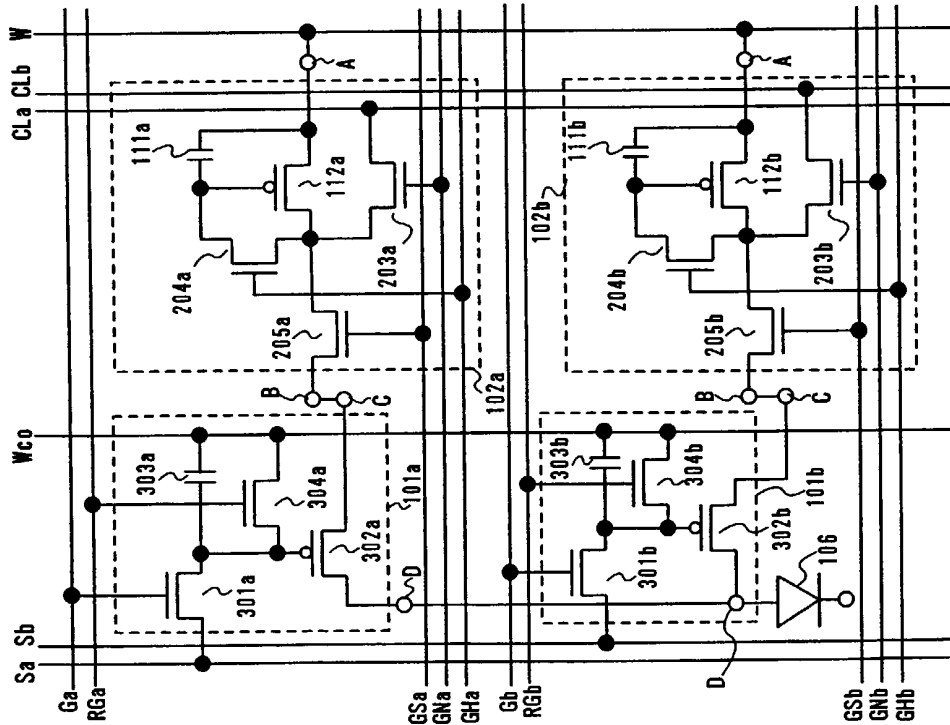 Sa Sb Wco CLa CLb W
Ga
RGa
301a
303a
304a
302a
101a
D
B
C
102a
205a
204a
111a
112a
203a
A
GSa
GNa
GHa
Gb
RGb
301b
303b
304b
302b
101b
D
106
B
C
102b
205b
204b
111b
112b
203b
A
GSb
GNb
GHb